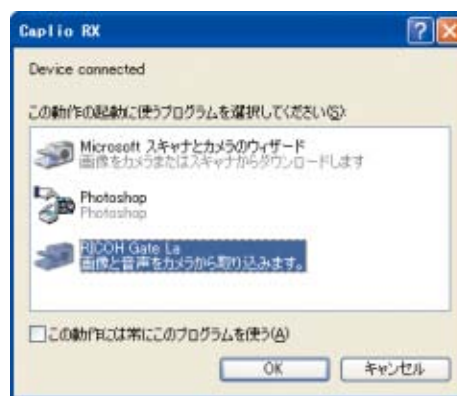 Caplio RX
Device connected
この動作の起動に使うプログラムを選択してください(S):
Microsoft スキャナとカメラのウィザード
画像をカメラまたはスキャナからダウンロードします
Photoshop
Photoshop
RICOH Gate La
画像と音声をカメラから取り込みます。
この動作には常にこのプログラムを使う(A)
OK
キャンセル